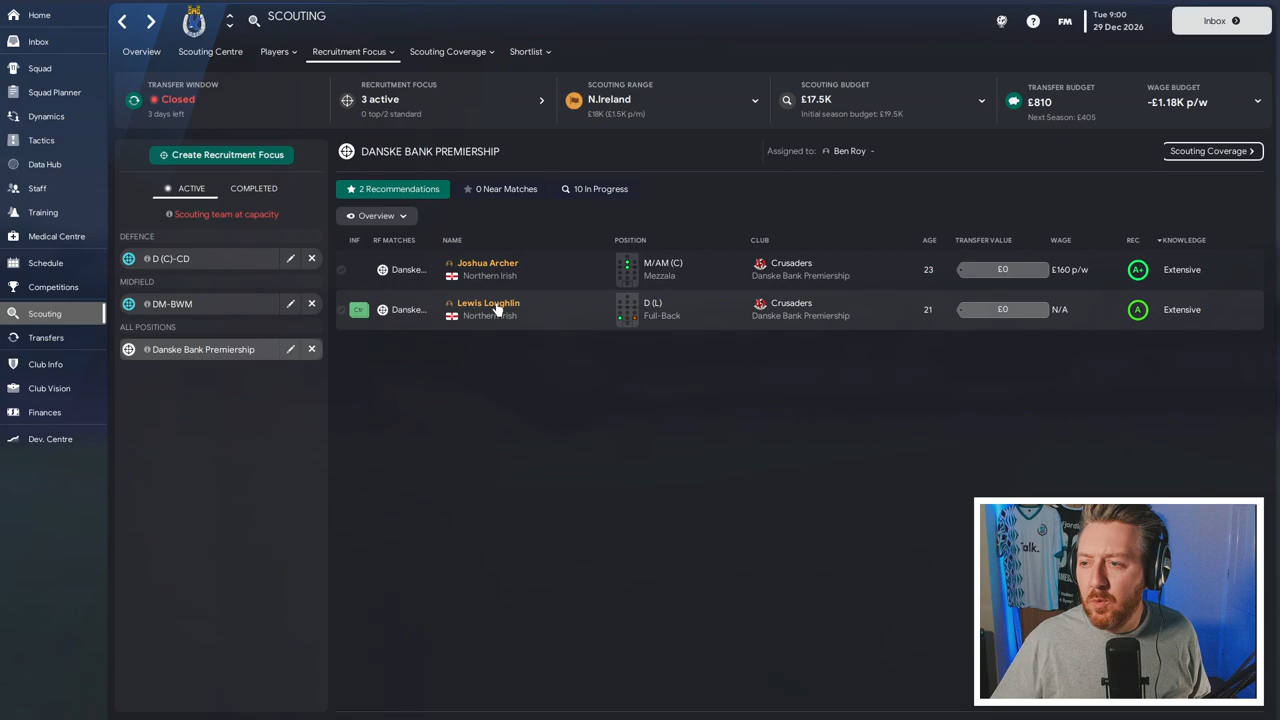 Home
Inbox
Squad
Squad Planner
Dynamics
Tactics
Data Hub
Staff
Training
Medical Centre
Schedule
Competitions
Scouting
Transfers
Club Info
Club Vision
Finances
Dev. Centre
SCOUTING
FM
Tue 9:00
29 Dec 2026
Inbox
Overview
Scouting Centre
Players
Recruitment Focus
Scouting Coverage
Shortlist
TRANSFER WINDOW
Closed
3 days left
RECRUITMENT FOCUS
3 active
0 top/2 standard
SCOUTING RANGE
N.Ireland
£18K (£1.5K p/m)
SCOUTING BUDGET
£17.5K
Initial season budget: £19.5K
TRANSFER BUDGET
£810
Next Season: £405
WAGE BUDGET
-£1.18K p/w
Create Recruitment Focus
ACTIVE
COMPLETED
Scouting team at capacity
DEFENCE
D (C)-CD
MIDFIELD
DM-BWM
ALL POSITIONS
Danske Bank Premiership
DANSKE BANK PREMIERSHIP
Assigned to: Ben Roy -
Scouting Coverage
2 Recommendations
0 Near Matches
10 In Progress
Overview
INF RF MATCHES NAME POSITION CLUB AGE TRANSFER VALUE WAGE REC KNOWLEDGE
Danske... Joshua Archer M/AM (C) Crusaders 23 £0 £160 p/w A+ Extensive
Northern Irish Mezzala Danske Bank Premiership
Ctr Danske... Lewis Loughlin D (L) Crusaders 21 £0 N/A A Extensive
Northern Irish Full-Back Danske Bank Premiership
Talk.